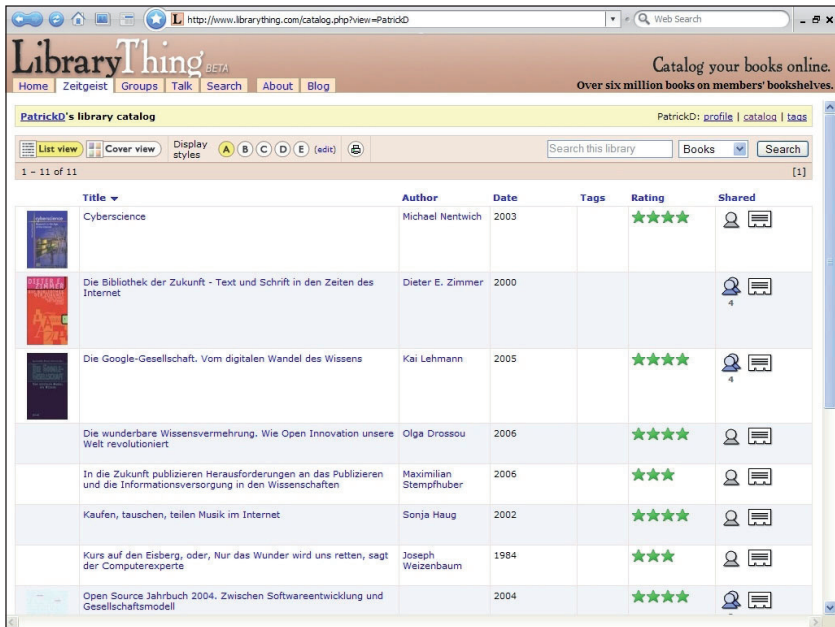 http://www.librarything.com/catalog.php?view=PatrickD
Web Search
LibraryThing BETA
Catalog your books online.
Home Zeitgeist Groups Talk Search About Blog
Over six million books on members' bookshelves.
PatrickD's library catalog
PatrickD: profile | catalog | tags
List view Cover view Display styles A B C D E (edit) Search this library Books Search
1 – 11 of 11 [1]
Title Author Date Tags Rating Shared
Cyberscience Michael Nentwich 2003
Die Bibliothek der Zukunft - Text und Schrift in den Zeiten des
Internet
Dieter E. Zimmer 2000
4
Die Google-Gesellschaft. Vom digitalen Wandel des Wissens Kai Lehmann 2005
4
Die wunderbare Wissensvermehrung. Wie Open Innovation unsere
Welt revolutioniert
Olga Drossou 2006
In die Zukunft publizieren Herausforderungen an das Publizieren
und die Informationsversorgung in den Wissenschaften
Maximilian
Stempfhuber
2006
Kaufen, tauschen, teilen Musik im Internet Sonja Haug 2002
Kurs auf den Eisberg, oder, Nur das Wunder wird uns retten, sagt
der Computerexperte
Joseph
Weizenbaum
1984
Open Source Jahrbuch 2004. Zwischen Softwareentwicklung und
Gesellschaftsmodell
2004